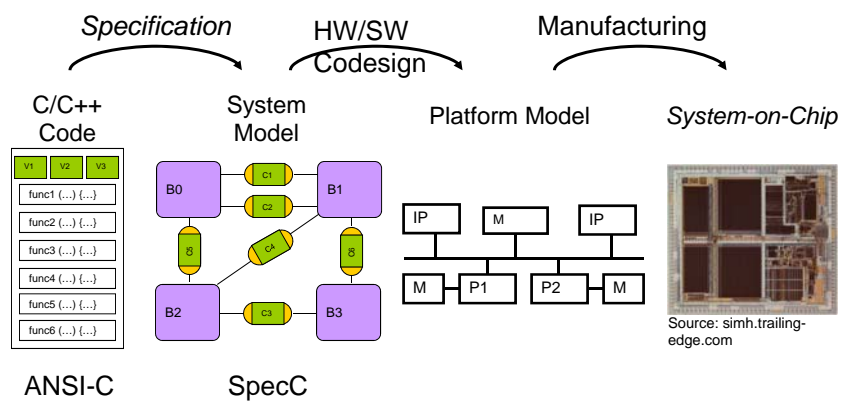 Specification
HW/SW
Codesign
Manufacturing
C/C++
Code
System
Model
Platform Model
System-on-Chip
V1 V2 V3
func1 (...) {...}
func2 (...) {...}
func3 (...) {...}
func4 (...) {...}
func5 (...) {...}
func6 (...) {...}
B0
C1
B1
C2
C5
C4
C6
B2
C3
B3
IP
M
IP
M
P1
P2
M
Source: simh.trailing-
edge.com
ANSI-C
SpecC